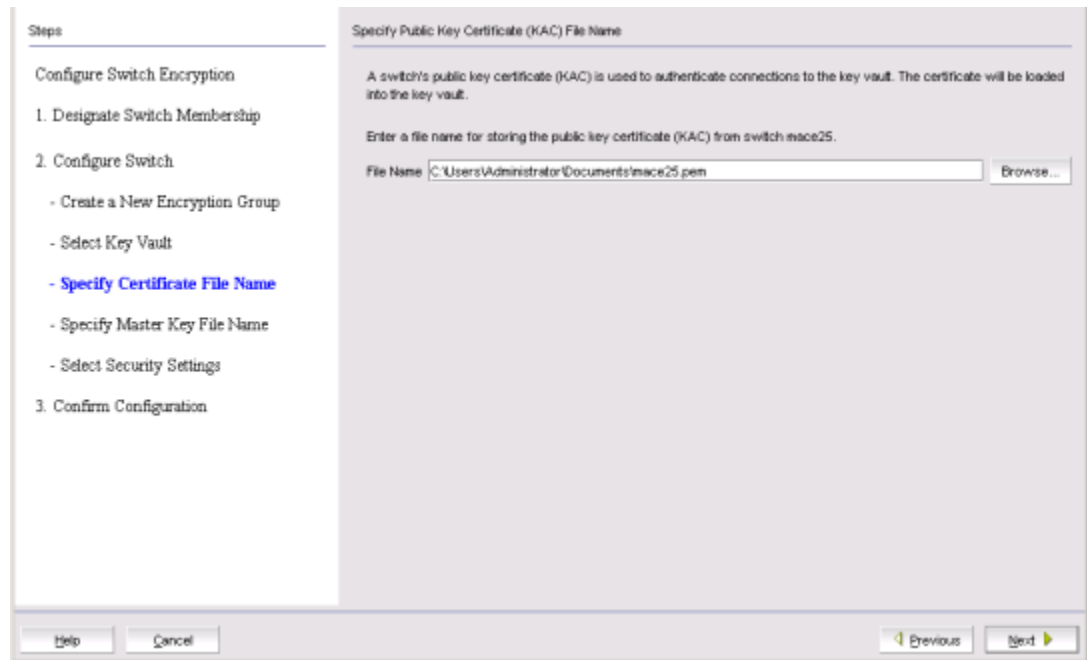 Steps
Configure Switch Encryption
1. Designate Switch Membership
2. Configure Switch
- Create a New Encryption Group
- Select Key Vault
- Specify Certificate File Name
- Specify Master Key File Name
- Select Security Settings
3. Confirm Configuration
Specify Public Key Certificate (KAC) File Name
A switch's public key certificate (KAC) is used to authenticate connections to the key vault. The certificate will be loaded
into the key vault.
Enter a file name for storing the public key certificate (KAC) from switch mace25.
File Name C:\Users\Administrator\Documents\mace25.pem Browse...
Help Cancel Previous Next